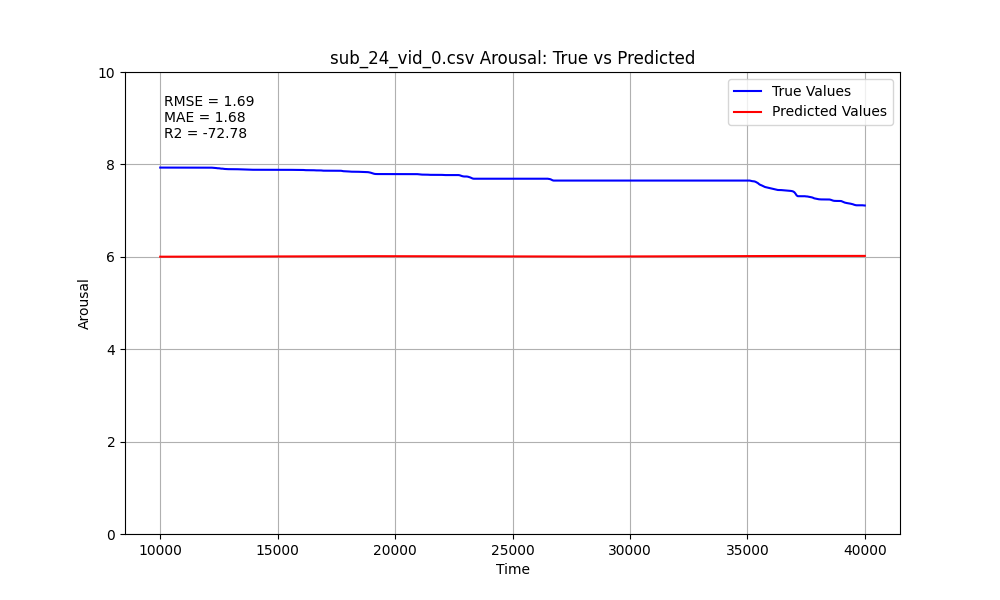 sub_24_vid_0.csv Arousal: True vs Predicted
RMSE = 1.69
MAE = 1.68
R2 = -72.78
True Values
Predicted Values
10
8
6
4
2
0
Arousal
10000 15000 20000 25000 30000 35000 40000
Time